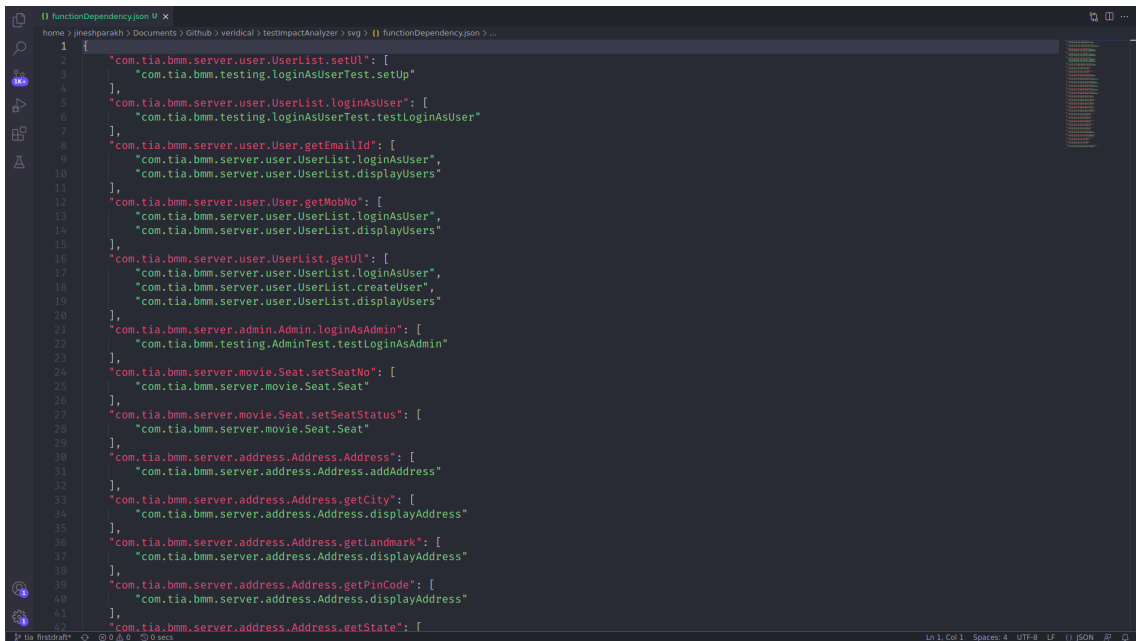 {} functionDependency.json U ×
home > jineshparakh > Documents > Github > veridical > testImpactAnalyzer > svg > {} functionDependency.json > ...
1 {
2 "com.tia.bmm.server.user.UserList.setUl": [
3 "com.tia.bmm.testing.loginAsUserTest.setUp"
4 ],
5 "com.tia.bmm.server.user.UserList.loginAsUser": [
6 "com.tia.bmm.testing.loginAsUserTest.testLoginAsUser"
7 ],
8 "com.tia.bmm.server.user.User.getEmailId": [
9 "com.tia.bmm.server.user.UserList.loginAsUser",
10 "com.tia.bmm.server.user.UserList.displayUsers"
11 ],
12 "com.tia.bmm.server.user.User.getMobNo": [
13 "com.tia.bmm.server.user.UserList.loginAsUser",
14 "com.tia.bmm.server.user.UserList.displayUsers"
15 ],
16 "com.tia.bmm.server.user.UserList.getUl": [
17 "com.tia.bmm.server.user.UserList.loginAsUser",
18 "com.tia.bmm.server.user.UserList.createUser",
19 "com.tia.bmm.server.user.UserList.displayUsers"
20 ],
21 "com.tia.bmm.server.admin.Admin.loginAsAdmin": [
22 "com.tia.bmm.testing.AdminTest.testLoginAsAdmin"
23 ],
24 "com.tia.bmm.server.movie.Seat.setSeatNo": [
25 "com.tia.bmm.server.movie.Seat.Seat"
26 ],
27 "com.tia.bmm.server.movie.Seat.setSeatStatus": [
28 "com.tia.bmm.server.movie.Seat.Seat"
29 ],
30 "com.tia.bmm.server.address.Address.Address": [
31 "com.tia.bmm.server.address.Address.addAddress"
32 ],
33 "com.tia.bmm.server.address.Address.getCity": [
34 "com.tia.bmm.server.address.Address.displayAddress"
35 ],
36 "com.tia.bmm.server.address.Address.getLandmark": [
37 "com.tia.bmm.server.address.Address.displayAddress"
38 ],
39 "com.tia.bmm.server.address.Address.getPinCode": [
40 "com.tia.bmm.server.address.Address.displayAddress"
41 ],
42 "com.tia.bmm.server.address.Address.getState": [
1K+
1
1
tia_firstdraft* 0 0 0 secs Ln 1, Col 1 Spaces: 4 UTF-8 LF {} JSON